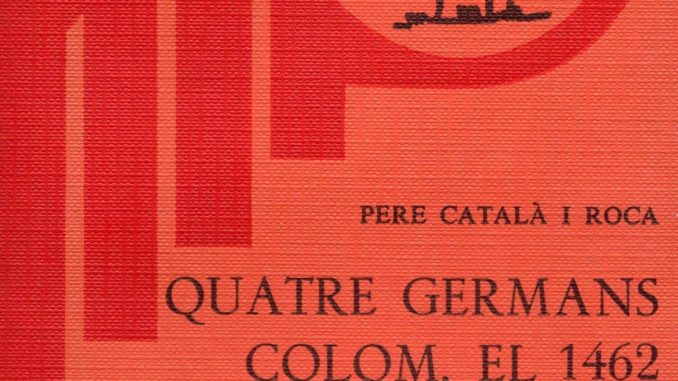 PERE CATALÀ I ROCA
QUATRE GERMANS
COLOM, EL 1462